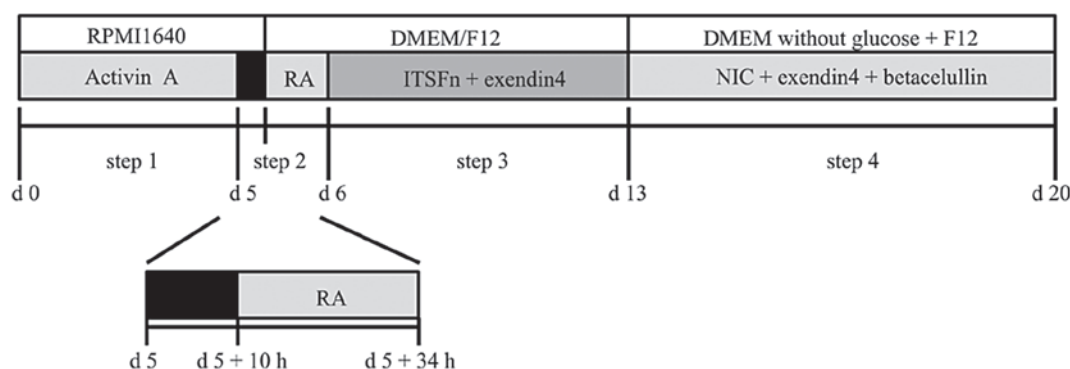 RPMI1640 DMEM/F12 DMEM without glucose + F12
Activin A RA ITSFn + exendin4 NIC + exendin4 + betacelullin
step 1 step 2 step 3 step 4
d 0 d 5 d 6 d 13 d 20
RA
d 5 d 5 + 10 h d 5 + 34 h